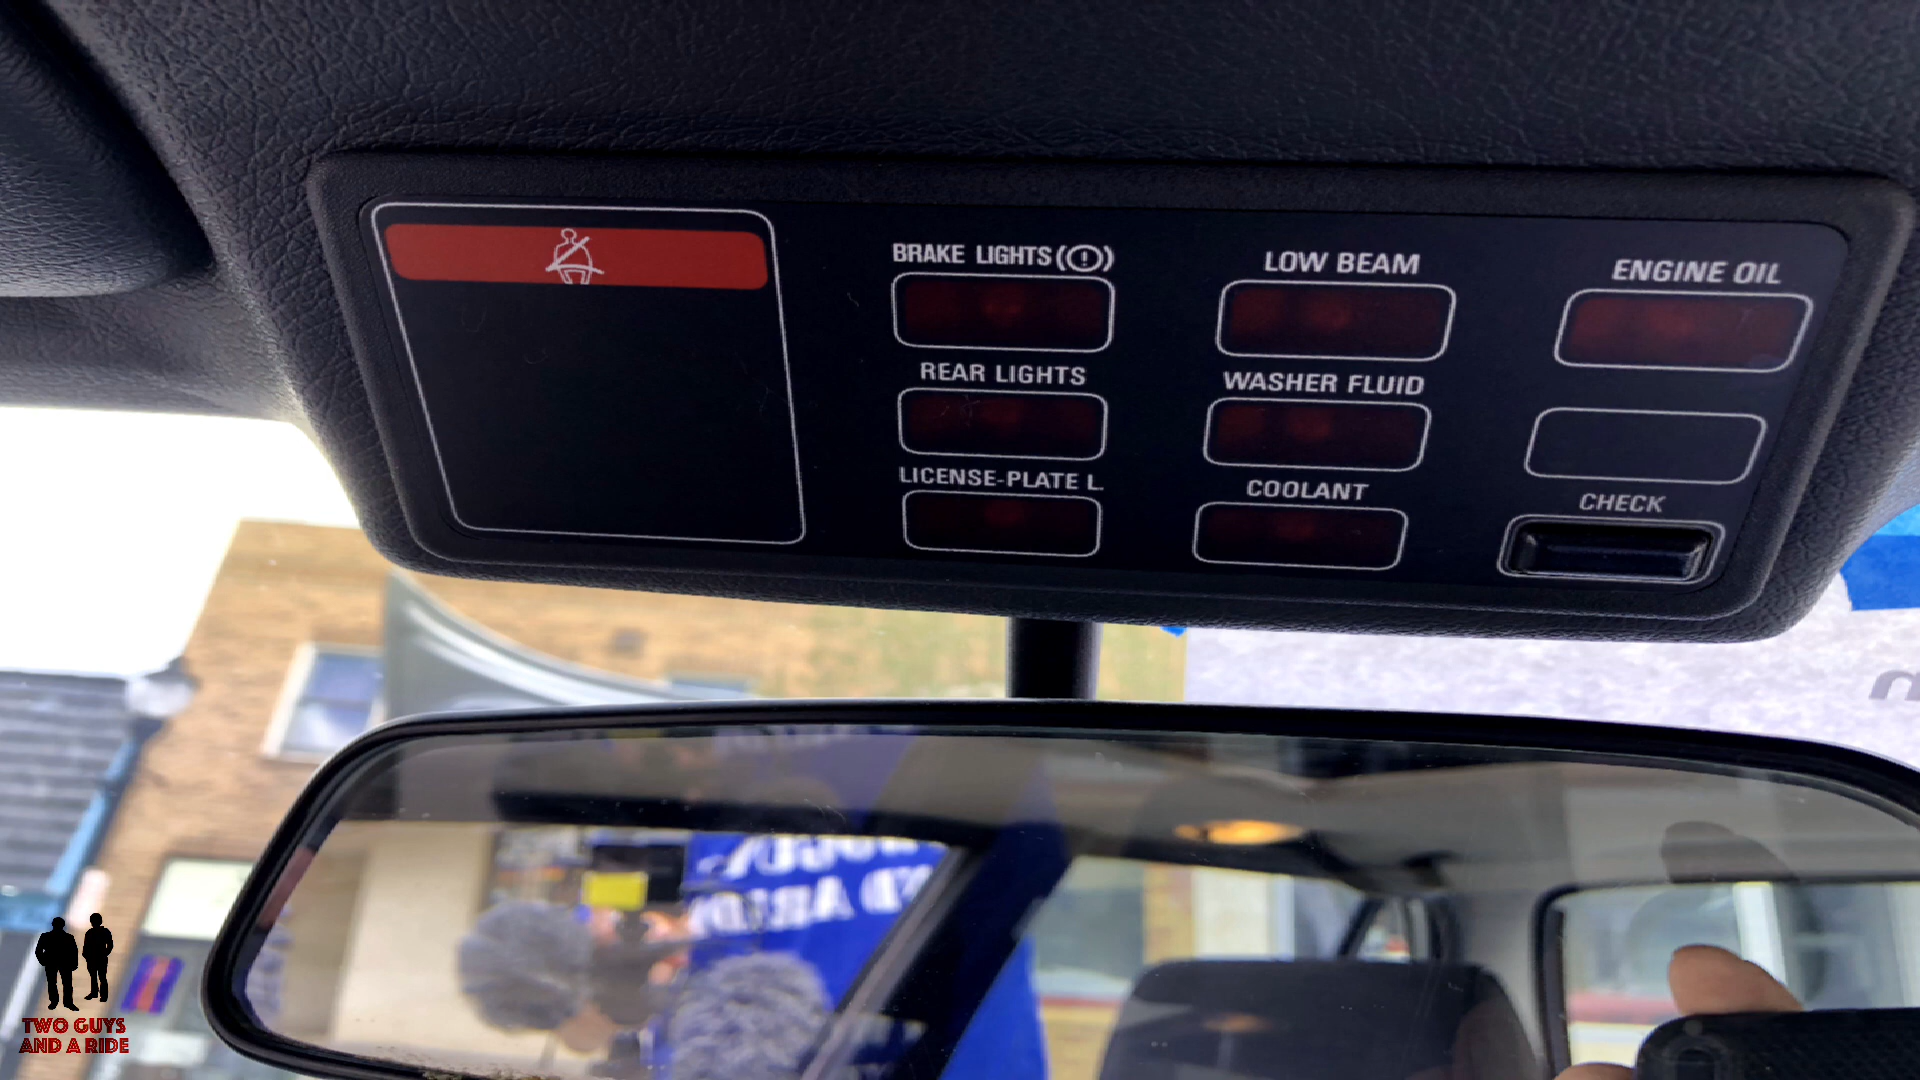 BRAKE LIGHTS
LOW BEAM
ENGINE OIL
REAR LIGHTS
WASHER FLUID
LICENSE-PLATE L.
COOLANT
CHECK
TWO GUYS
AND A RIDE